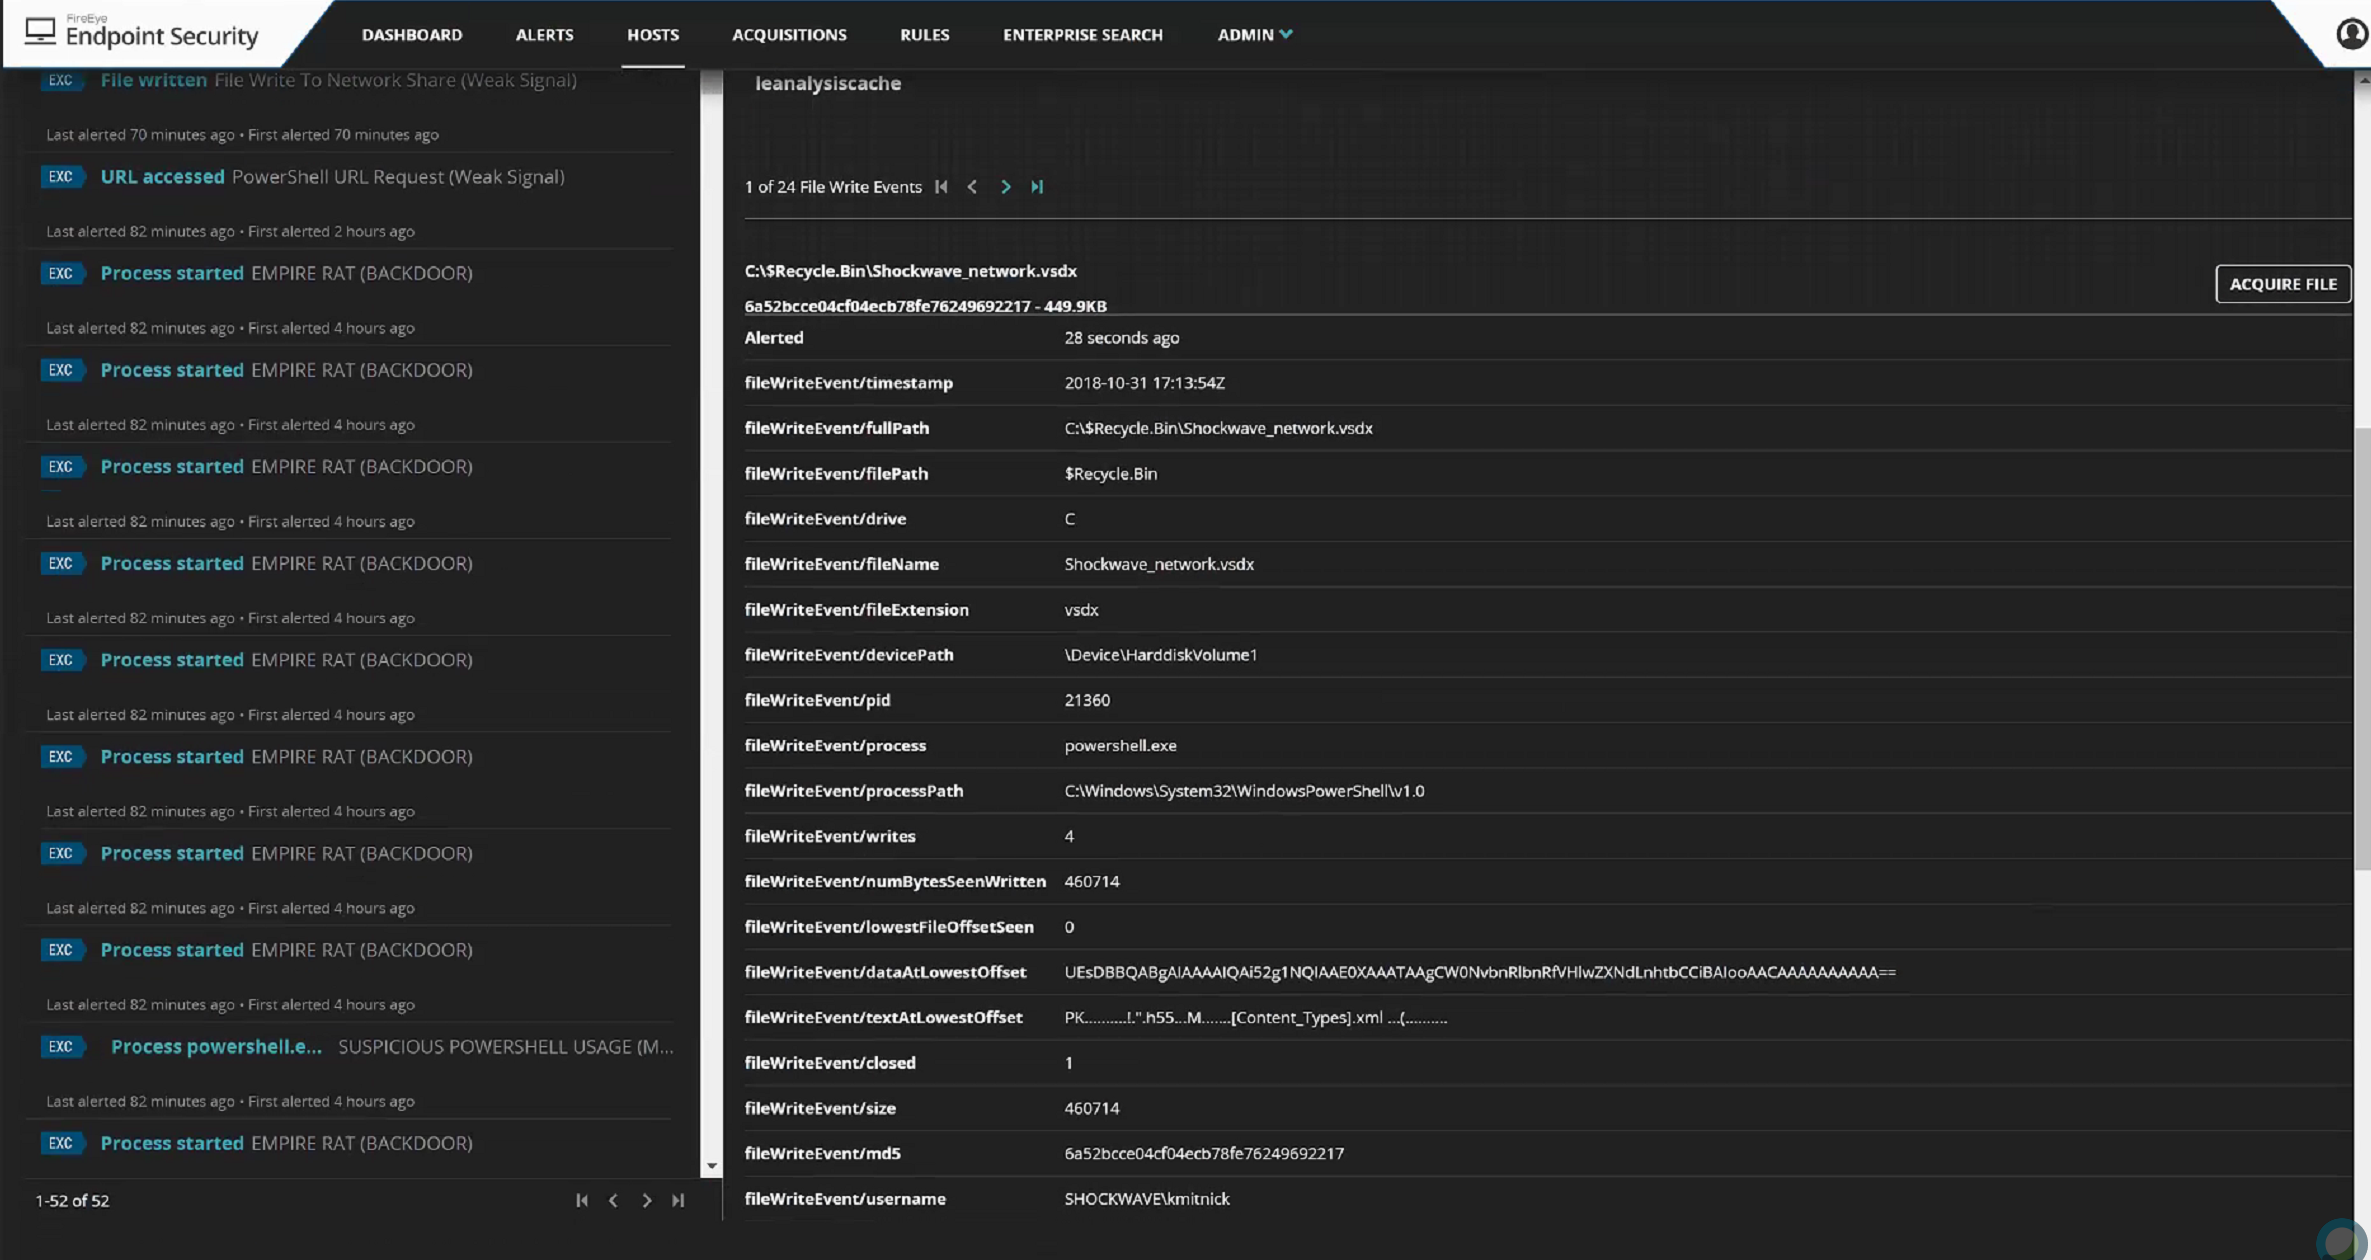 FireEye
Endpoint Security
DASHBOARD
ALERTS
HOSTS
ACQUISITIONS
RULES
ENTERPRISE SEARCH
ADMIN
EXC File written File Write To Network Share (Weak Signal)
Last alerted 70 minutes ago • First alerted 70 minutes ago
EXC URL accessed PowerShell URL Request (Weak Signal)
Last alerted 82 minutes ago • First alerted 2 hours ago
EXC Process started EMPIRE RAT (BACKDOOR)
Last alerted 82 minutes ago • First alerted 4 hours ago
EXC Process started EMPIRE RAT (BACKDOOR)
Last alerted 82 minutes ago • First alerted 4 hours ago
EXC Process started EMPIRE RAT (BACKDOOR)
Last alerted 82 minutes ago • First alerted 4 hours ago
EXC Process started EMPIRE RAT (BACKDOOR)
Last alerted 82 minutes ago • First alerted 4 hours ago
EXC Process started EMPIRE RAT (BACKDOOR)
Last alerted 82 minutes ago • First alerted 4 hours ago
EXC Process started EMPIRE RAT (BACKDOOR)
Last alerted 82 minutes ago • First alerted 4 hours ago
EXC Process started EMPIRE RAT (BACKDOOR)
Last alerted 82 minutes ago • First alerted 4 hours ago
EXC Process started EMPIRE RAT (BACKDOOR)
Last alerted 82 minutes ago • First alerted 4 hours ago
EXC Process powershell.e... SUSPICIOUS POWERSHELL USAGE (M...
Last alerted 82 minutes ago • First alerted 4 hours ago
EXC Process started EMPIRE RAT (BACKDOOR)
1-52 of 52
leanalysiscache
1 of 24 File Write Events
C:\$Recycle.Bin\Shockwave_network.vsdx
6a52bcce04cf04ecb78fe76249692217 - 449.9KB
ACQUIRE FILE
Alerted 28 seconds ago
fileWriteEvent/timestamp 2018-10-31 17:13:54Z
fileWriteEvent/fullPath C:\$Recycle.Bin\Shockwave_network.vsdx
fileWriteEvent/filePath $Recycle.Bin
fileWriteEvent/drive C
fileWriteEvent/fileName Shockwave_network.vsdx
fileWriteEvent/fileExtension vsdx
fileWriteEvent/devicePath \Device\HarddiskVolume1
fileWriteEvent/pid 21360
fileWriteEvent/process powershell.exe
fileWriteEvent/processPath C:\Windows\System32\WindowsPowerShell\v1.0
fileWriteEvent/writes 4
fileWriteEvent/numBytesSeenWritten 460714
fileWriteEvent/lowestFileOffsetSeen 0
fileWriteEvent/dataAtLowestOffset UEsDBBQABgAIAAAAIQAi52g1NQIAAE0XAAATAAgCW0NvbnRlbnRfVHlwZXNdLnhtbCCiBAIooAACAAAAAAAAAA==
fileWriteEvent/textAtLowestOffset PK..........!.".h55...M.......[Content_Types].xml ...(..........
fileWriteEvent/closed 1
fileWriteEvent/size 460714
fileWriteEvent/md5 6a52bcce04cf04ecb78fe76249692217
fileWriteEvent/username SHOCKWAVE\kmitnick